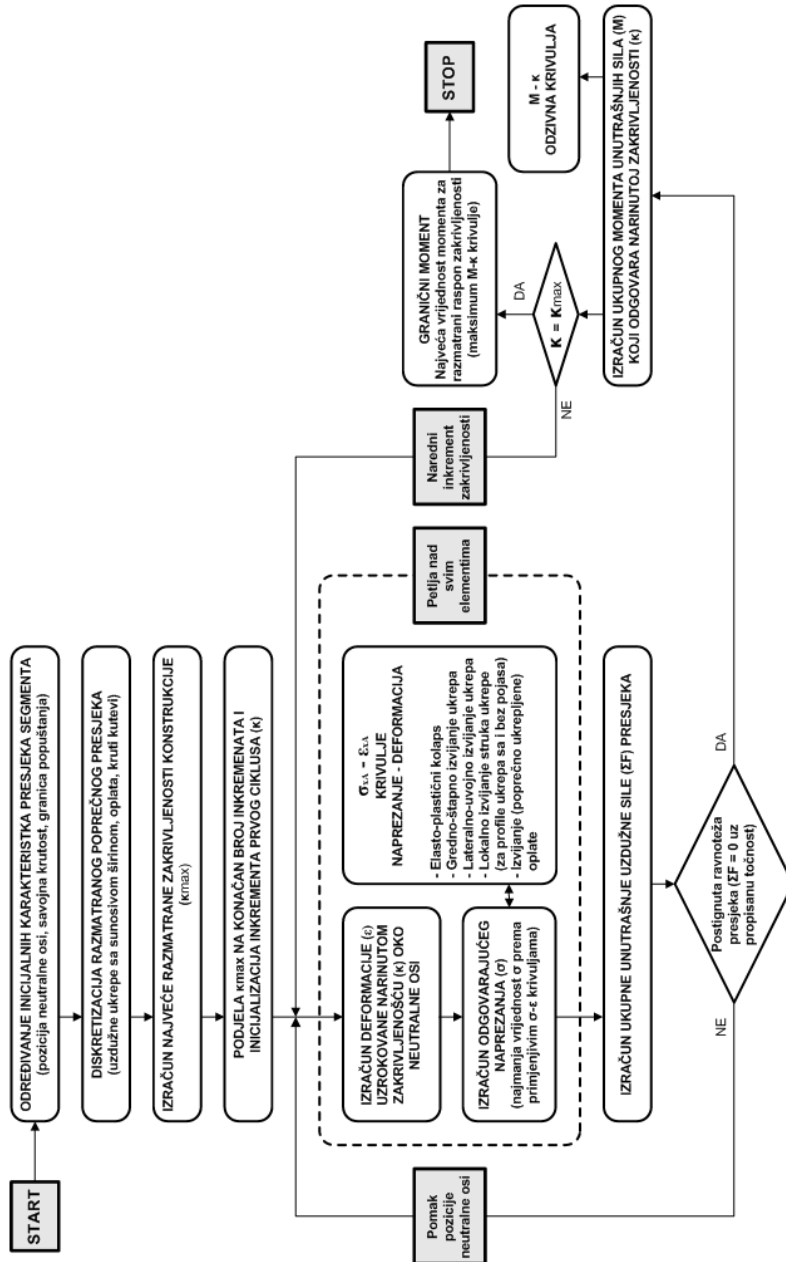 START
ODREĐIVANJE INICIJALNIH KARAKTERISTIKA PRESJEKA SEGMENTA
(pozicija neutralne osi, savojna krutost, granica popuštanja)
DISKRETIZACIJA RAZMATRANOG POPREČNOG PRESJEKA
(uzdužne ukrepe sa sunosivom širinom, oplata, kruti kutevi)
IZRAČUN NAJVEĆE RAZMATRANE ZAKRIVLJENOSTI KONSTRUKCIJE
(κmax)
PODJELA κmax NA KONAČAN BROJ INKREMENATA I
INICIJALIZACIJA INKREMENTA PRVOG CIKLUSA (κ)
Pomak
pozicije
neutralne osi
IZRAČUN DEFORMACIJE (ε)
UZROKOVANE NARINUTOM
ZAKRIVLJENOŠĆU (κ) OKO
NEUTRALNE OSI
IZRAČUN ODGOVARAJUĆEG
NAPREZANJA (σ)
(najmanja vrijednost σ prema
primjenjivim σ-ε krivuljama)
σxA – εxA
KRIVULJE
NAPREZANJE - DEFORMACIJA
- Elasto-plastični kolaps
- Gredno-štapno izvijanje ukrepa
- Lateralno-uvojno izvijanje ukrepa
- Lokalno izvijanje struka ukrepe
(za profile ukrepa sa i bez pojasa)
- Izvijanje (poprečno ukrepljene)
oplate
Petlja nad
svim
elementima
Naredni
inkrement
zakrivljenosti
IZRAČUN UKUPNE UNUTRAŠNJE UZDUŽNE SILE (ΣF) PRESJEKA
Postignuta ravnoteža
presjeka (ΣF = 0 uz
propisanu točnost)
NE
DA
IZRAČUN UKUPNOG MOMENTA UNUTRAŠNJIH SILA (M)
KOJI ODGOVARA NARINUTOJ ZAKRIVLJENOSTI (κ)
M - κ
ODZIVNA KRIVULJA
κ = κmax
NE
DA
GRANIČNI MOMENT
Najveća vrijednost momenta za
razmatrani raspon zakrivljenosti
(maksimum M-κ krivulje)
STOP